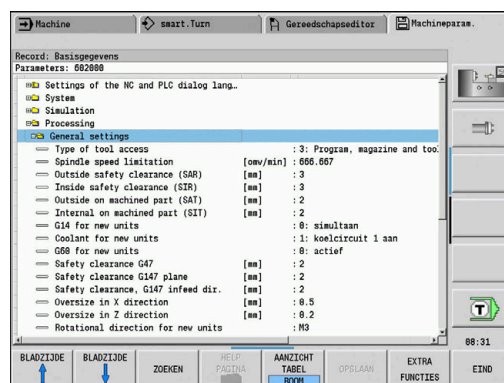 Machine
smart.Turn
Gereedschapseditor
Machineparam.
Record: Basisgegevens
Parameters: 602000
Settings of the NC and PLC dialog lang…
System
Simulation
Processing
General settings
Type of tool access : 3: Program, magazine and too
Spindle speed limitation [omw/min] : 666.667
Outside safety clearance (SAR) [mm] : 3
Inside safety clearance (SIR) [mm] : 3
Outside on machined part (SAT) [mm] : 2
Internal on machined part (SIT) [mm] : 2
G14 for new units : 0: simultaan
Coolant for new units : 1: koelcircuit 1 aan
G60 for new units : 0: actief
Safety clearance G47 [mm] : 2
Safety clearance G147 plane [mm] : 2
Safety clearance, G147 infeed dir. [mm] : 2
Oversize in X direction [mm] : 0.5
Oversize in Z direction [mm] : 0.2
Rotational direction for new units : M3
T
08:31
BLADZIJDE
BLADZIJDE
ZOEKEN
HELP PAGINA
AANZICHT TABEL BOOM
OPSLAAN
EXTRA FUNCTIES
EIND